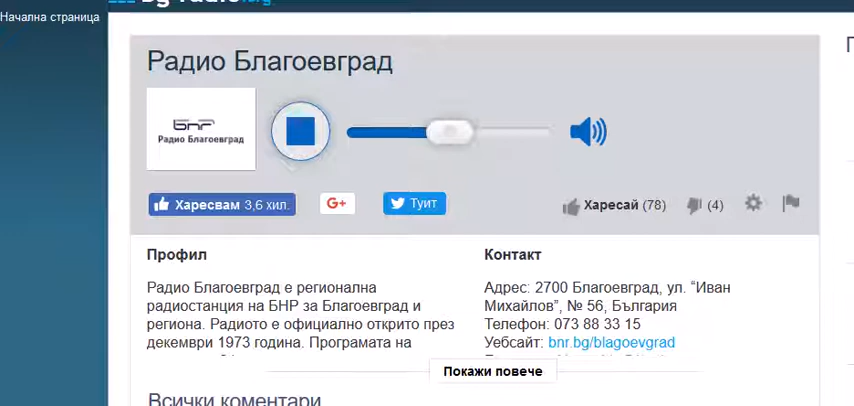 Начална страница
Радио Благоевград
БНР
Радио Благоевград
Харесвам 3,6 хил.
G+
Туит
Харесай (78)
(4)
Профил
Радио Благоевград е регионална
радиостанция на БНР за Благоевград и
региона. Радиото е официално открито през
декември 1973 година. Програмата на
Контакт
Адрес: 2700 Благоевград, ул. “Иван
Михайлов”, № 56, България
Телефон: 073 88 33 15
Уебсайт: bnr.bg/blagoevgrad
Покажи повече
Всички коментари